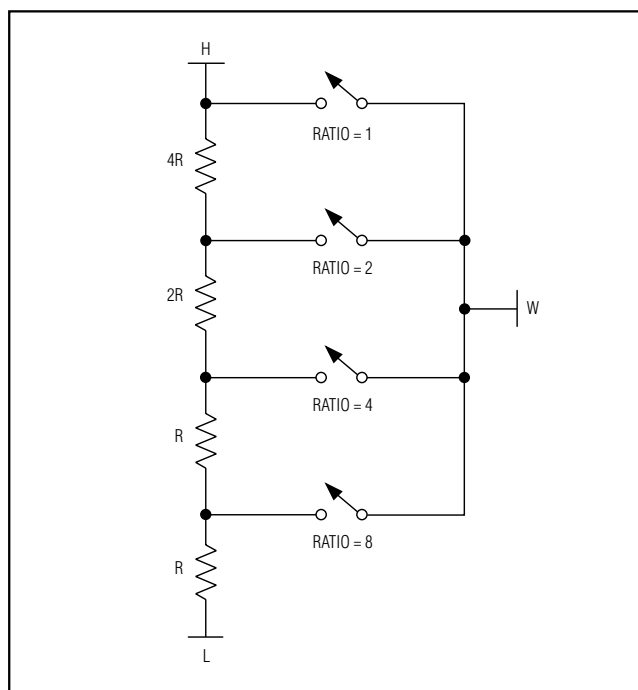 H
RATIO = 1
4R
RATIO = 2
2R
W
RATIO = 4
R
RATIO = 8
R
L